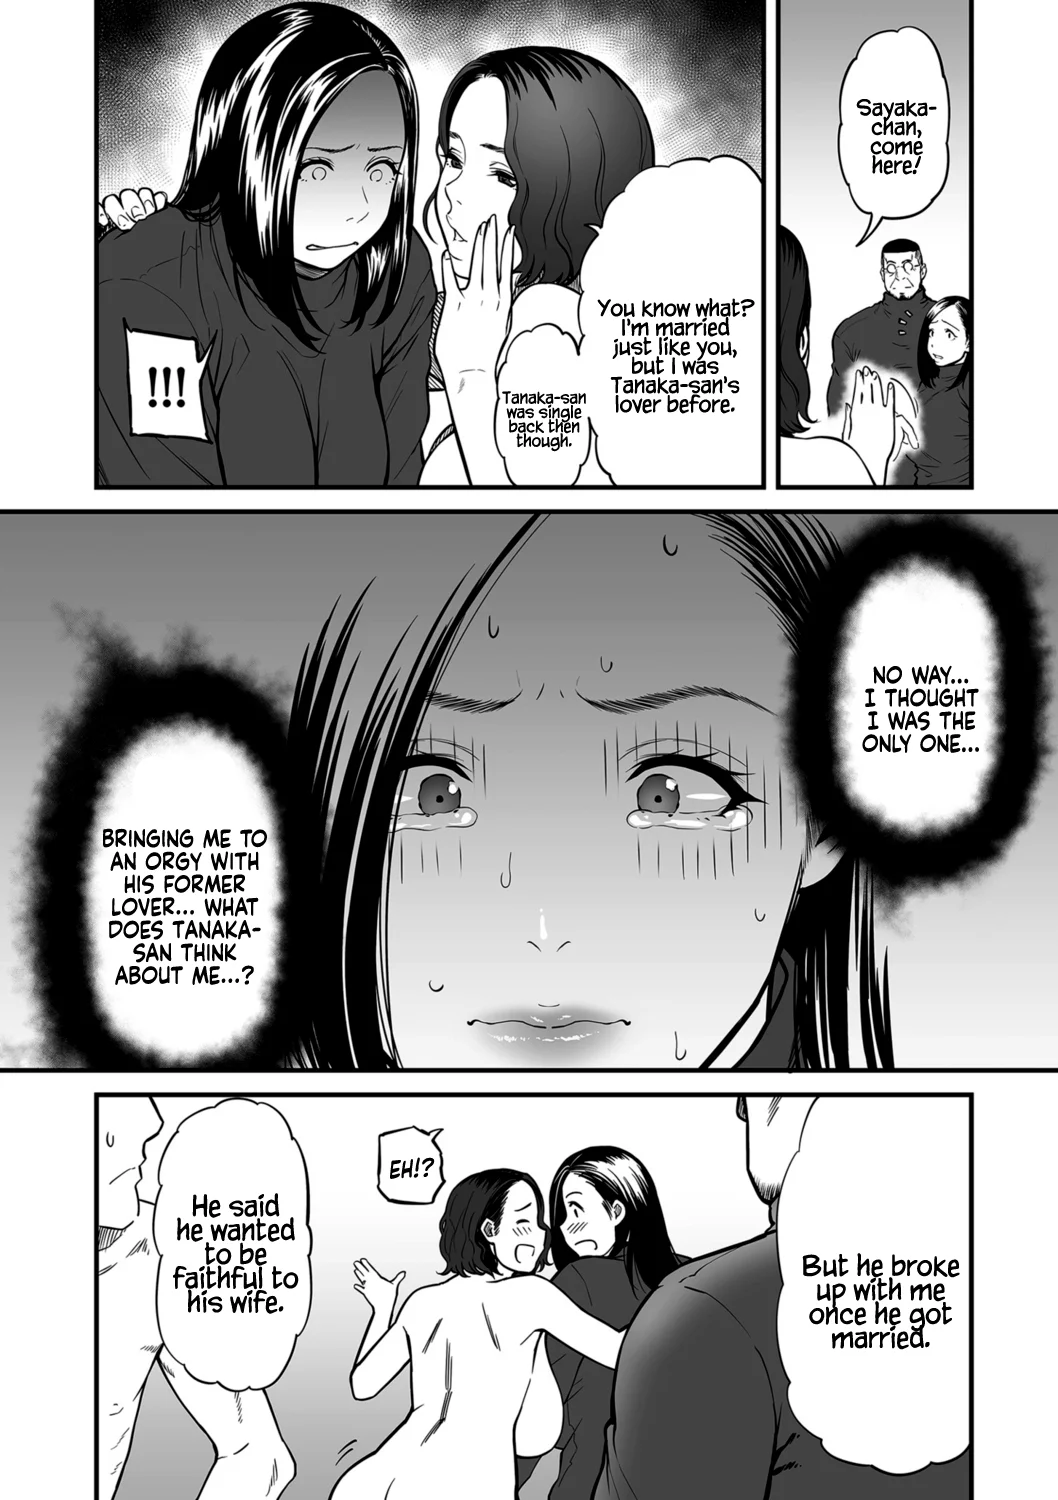 Sayaka-
chan,
come
here!
You know what?
I'm married
just like you,
but I was
Tanaka-san's
lover before.
Tanaka-san
was single
back then
though.
!!!
NO WAY...
I THOUGHT
I WAS THE
ONLY ONE...
BRINGING ME TO
AN ORGY WITH
HIS FORMER
LOVER... WHAT
DOES TANAKA-
SAN THINK
ABOUT ME...?
But he broke
up with me
once he got
married.
EH!?
He said
he wanted
to be
faithful to
his wife.